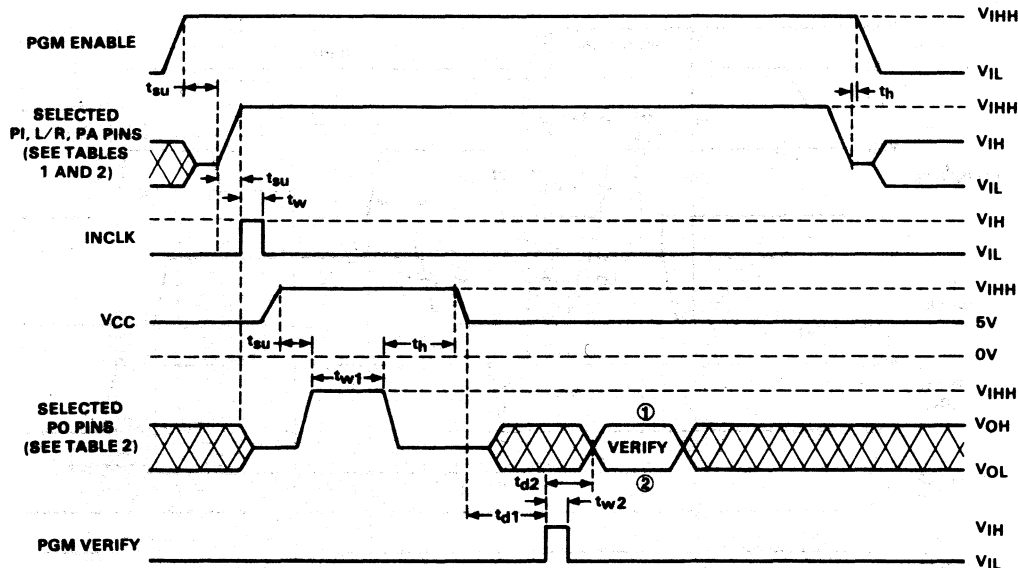 PGM ENABLE
VIHH
VIL
tsu
th
SELECTED
PI, L/R, PA PINS
(SEE TABLES
1 AND 2)
VIHH
VIH
VIL
tsu
tw
INCLK
VIH
VIL
VCC
VIHH
5V
tsu
th
0V
tw1
SELECTED
PO PINS
(SEE TABLE 2)
VIHH
①
VOH
VERIFY
VOL
td2
②
td1
tw2
PGM VERIFY
VIH
VIL